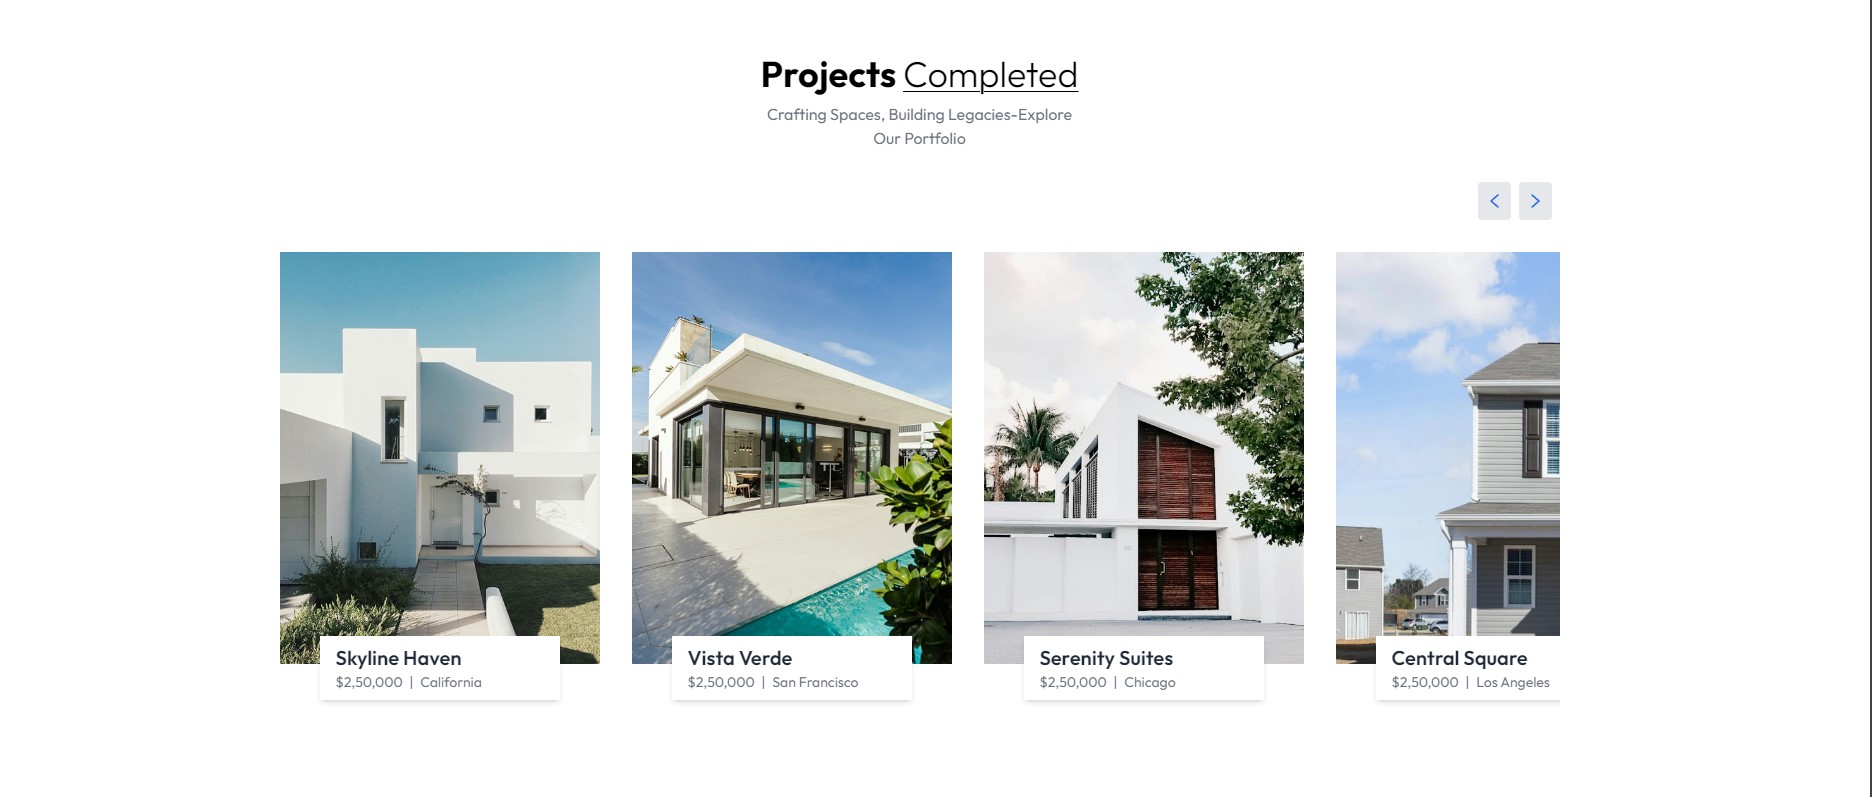 Projects Completed
Crafting Spaces, Building Legacies-Explore
Our Portfolio
Skyline Haven
$2,50,000 | California
Vista Verde
$2,50,000 | San Francisco
Serenity Suites
$2,50,000 | Chicago
Central Square
$2,50,000 | Los Angeles